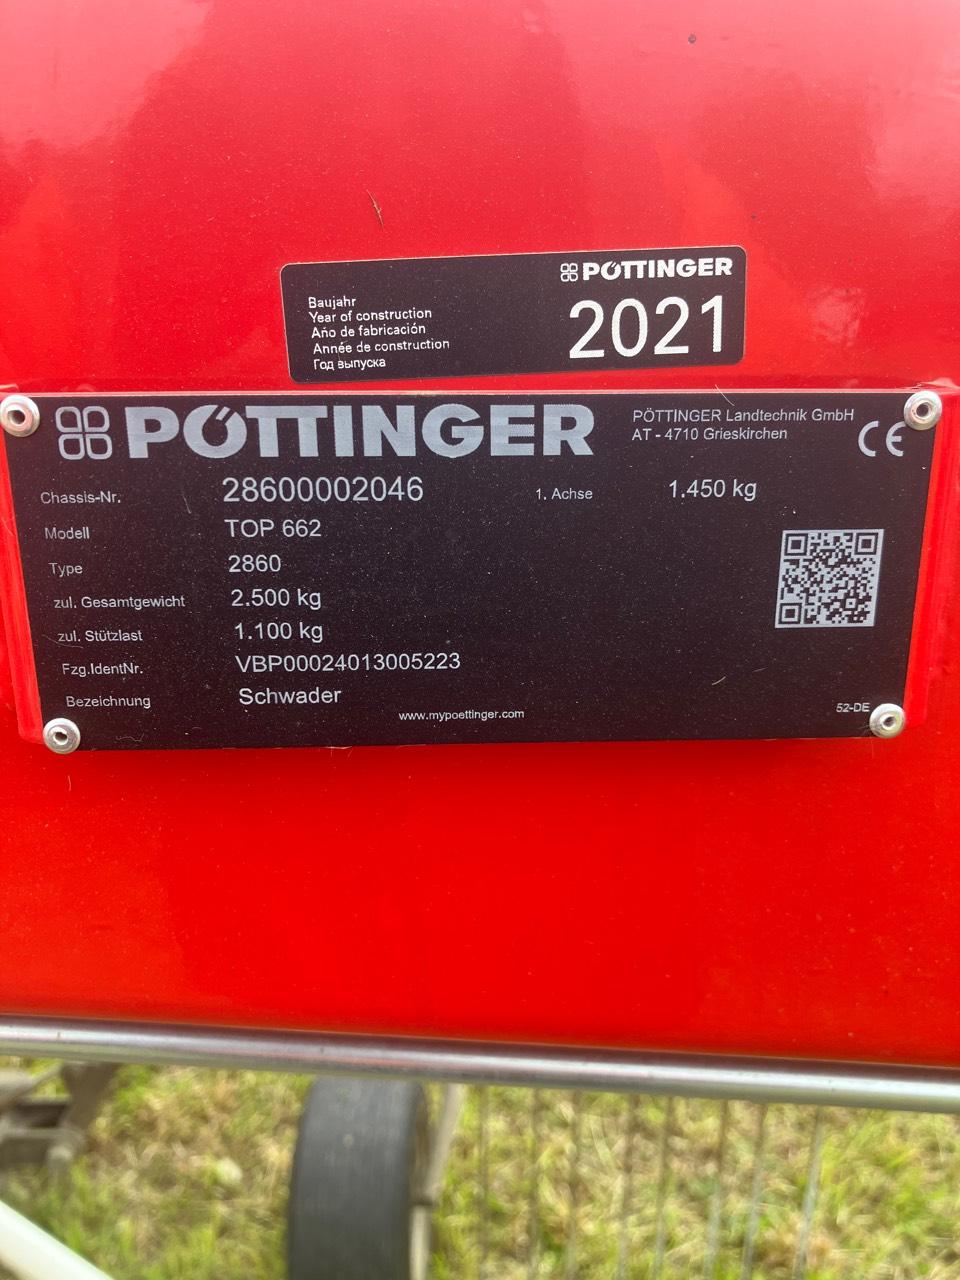 PÖTTINGER
Baujahr
Year of construction
Año de fabricación
Année de construction
Год выпуска
2021
PÖTTINGER
PÖTTINGER Landtechnik GmbH
AT - 4710 Grieskirchen
CE
Chassis-Nr. 28600002046 1. Achse 1.450 kg
Modell TOP 662
Type 2860
zul. Gesamtgewicht 2.500 kg
zul. Stützlast 1.100 kg
Fzg.IdentNr. VBP00024013005223
Bezeichnung Schwader
www.mypoettinger.com
52-DE